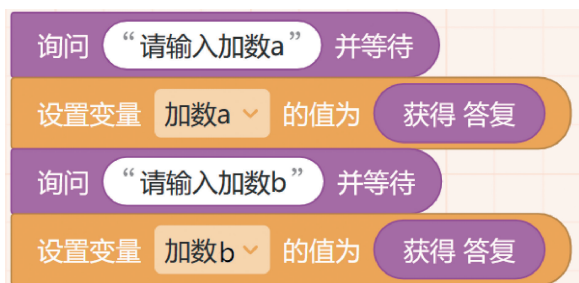 询问 “请输入加数a” 并等待
设置变量 加数a 的值为 获得 答复
询问 “请输入加数b” 并等待
设置变量 加数b 的值为 获得 答复